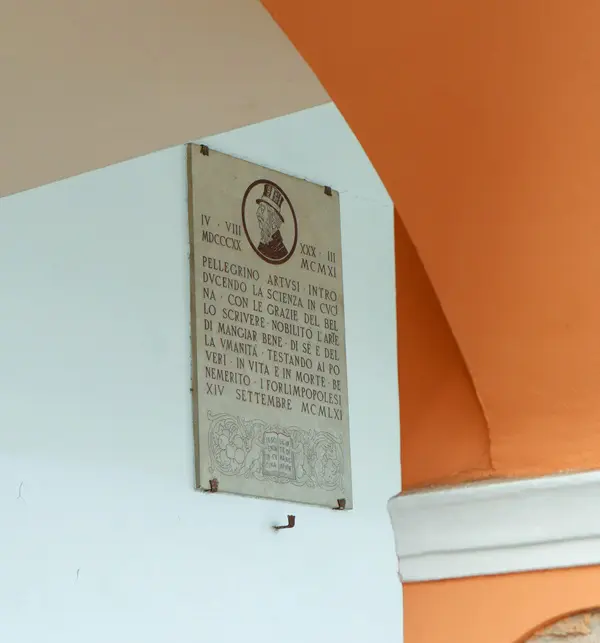 IV · VIII
MDCCCXX
XXX · III
MCMXI
PELLEGRINO ARTVSI · INTRO
DVCENDO LA SCIENZA IN CVCI
NA · CON LE GRAZIE DEL BEL
LO SCRIVERE · NOBILITÒ L'ARTE
DI MANGIAR BENE · DI SÉ E DEL
LA VMANITÀ · TESTANDO AI PO
VERI · IN VITA E IN MORTE · BE
NEMERITO · I FORLIMPOPOLESI
XIV SETTEMBRE MCMLXI